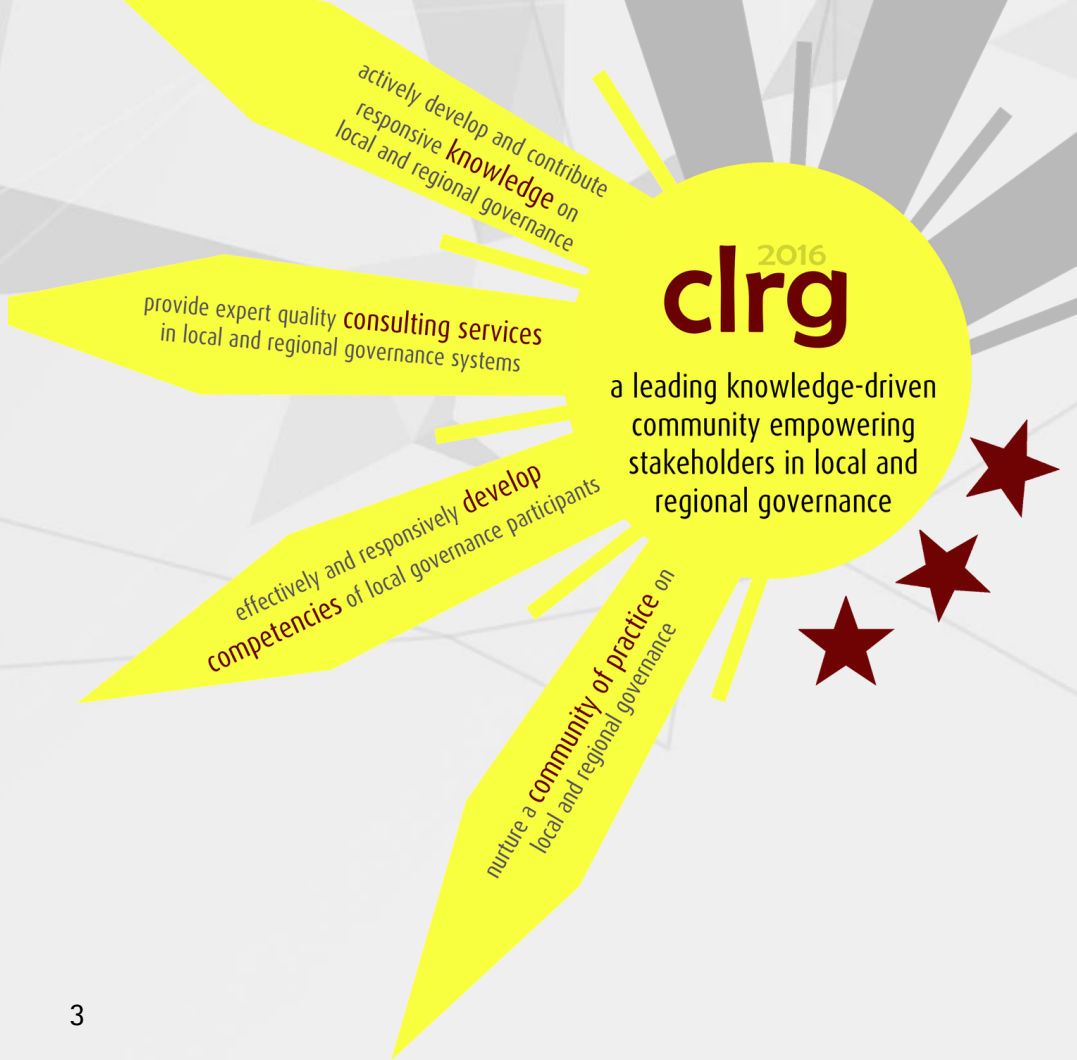 actively develop and contribute
responsive knowledge on
local and regional governance
provide expert quality consulting services
in local and regional governance systems
effectively and responsively develop
competencies of local governance participants
nurture a community of practice on
local and regional governance
2016
clrg
a leading knowledge-driven
community empowering
stakeholders in local and
regional governance
3